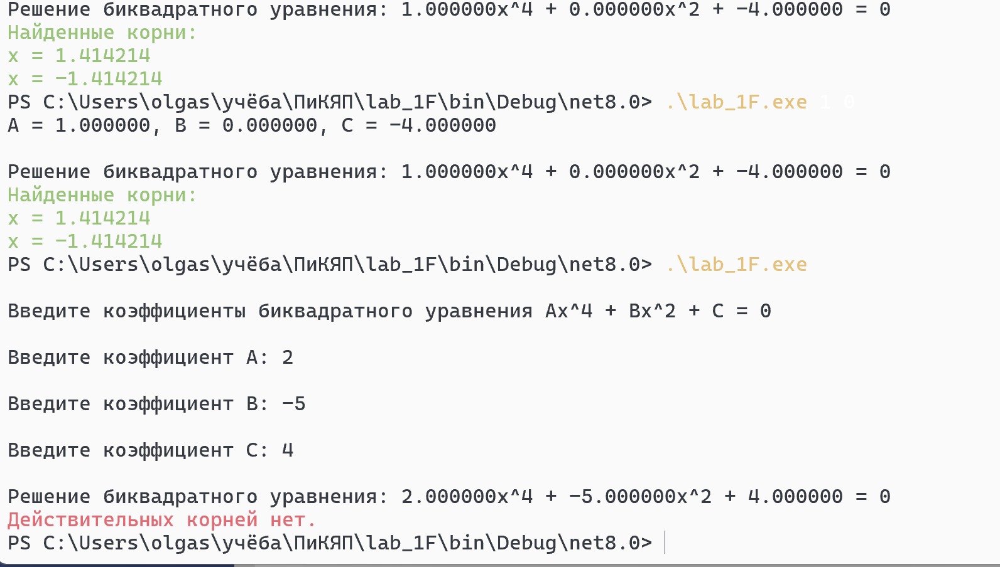 Решение биквадратного уравнения: 1.000000x^4 + 0.000000x^2 + -4.000000 = 0
Найденные корни:
x = 1.414214
x = -1.414214
PS C:\Users\olgas\учёба\ПиКЯП\lab_1F\bin\Debug\net8.0> .\lab_1F.exe 1 0
A = 1.000000, B = 0.000000, C = -4.000000
Решение биквадратного уравнения: 1.000000x^4 + 0.000000x^2 + -4.000000 = 0
Найденные корни:
x = 1.414214
x = -1.414214
PS C:\Users\olgas\учёба\ПиКЯП\lab_1F\bin\Debug\net8.0> .\lab_1F.exe
Введите коэффициенты биквадратного уравнения Ax^4 + Bx^2 + C = 0
Введите коэффициент A: 2
Введите коэффициент B: -5
Введите коэффициент C: 4
Решение биквадратного уравнения: 2.000000x^4 + -5.000000x^2 + 4.000000 = 0
Действительных корней нет.
PS C:\Users\olgas\учёба\ПиКЯП\lab_1F\bin\Debug\net8.0>